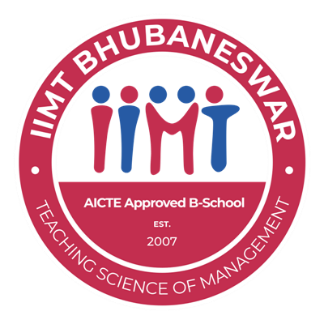 IIMT BHUBANESWAR
IIMT
AICTE Approved B-School
EST.
2007
TEACHING SCIENCE OF MANAGEMENT